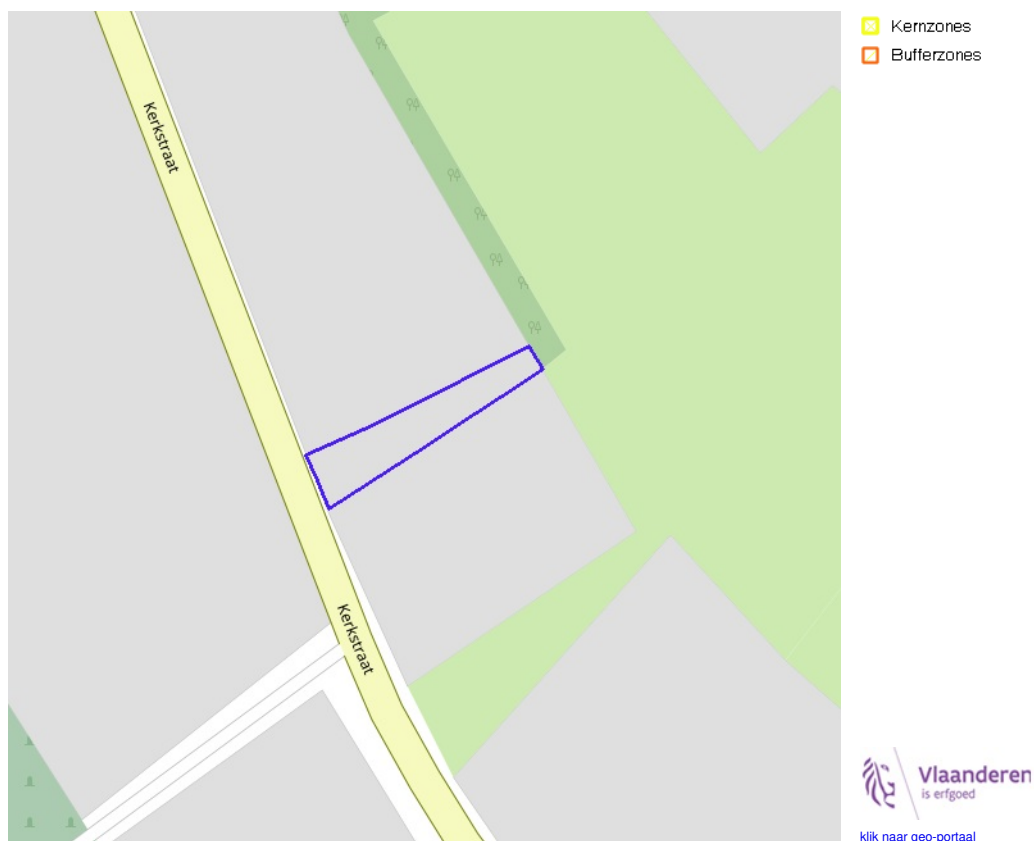 Kernzones
Bufferzones
Kerkstraat
Kerkstraat
Vlaanderen
is erfgoed
klik naar geo-portaal